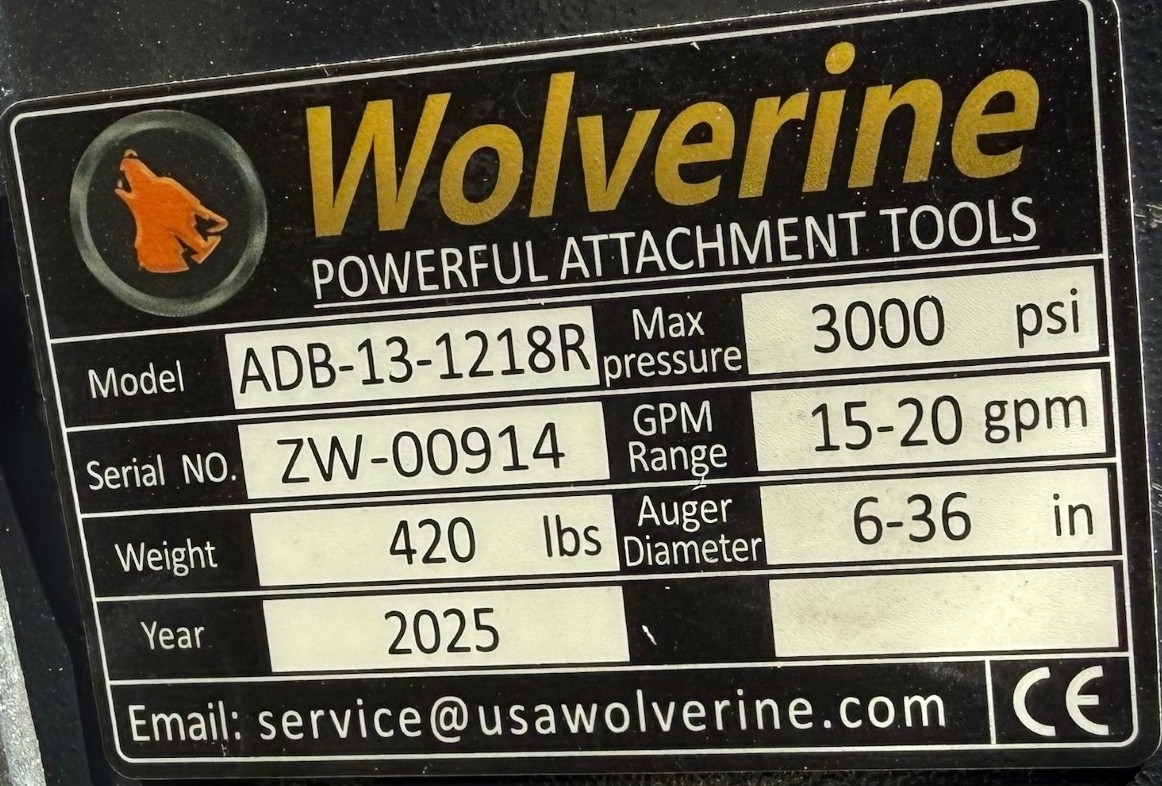 Wolverine
POWERFUL ATTACHMENT TOOLS
Model ADB-13-1218R Max pressure 3000 psi
Serial NO. ZW-00914 GPM Range 15-20 gpm
Weight 420 lbs Auger Diameter 6-36 in
Year 2025
Email: service@usawolverine.com CE